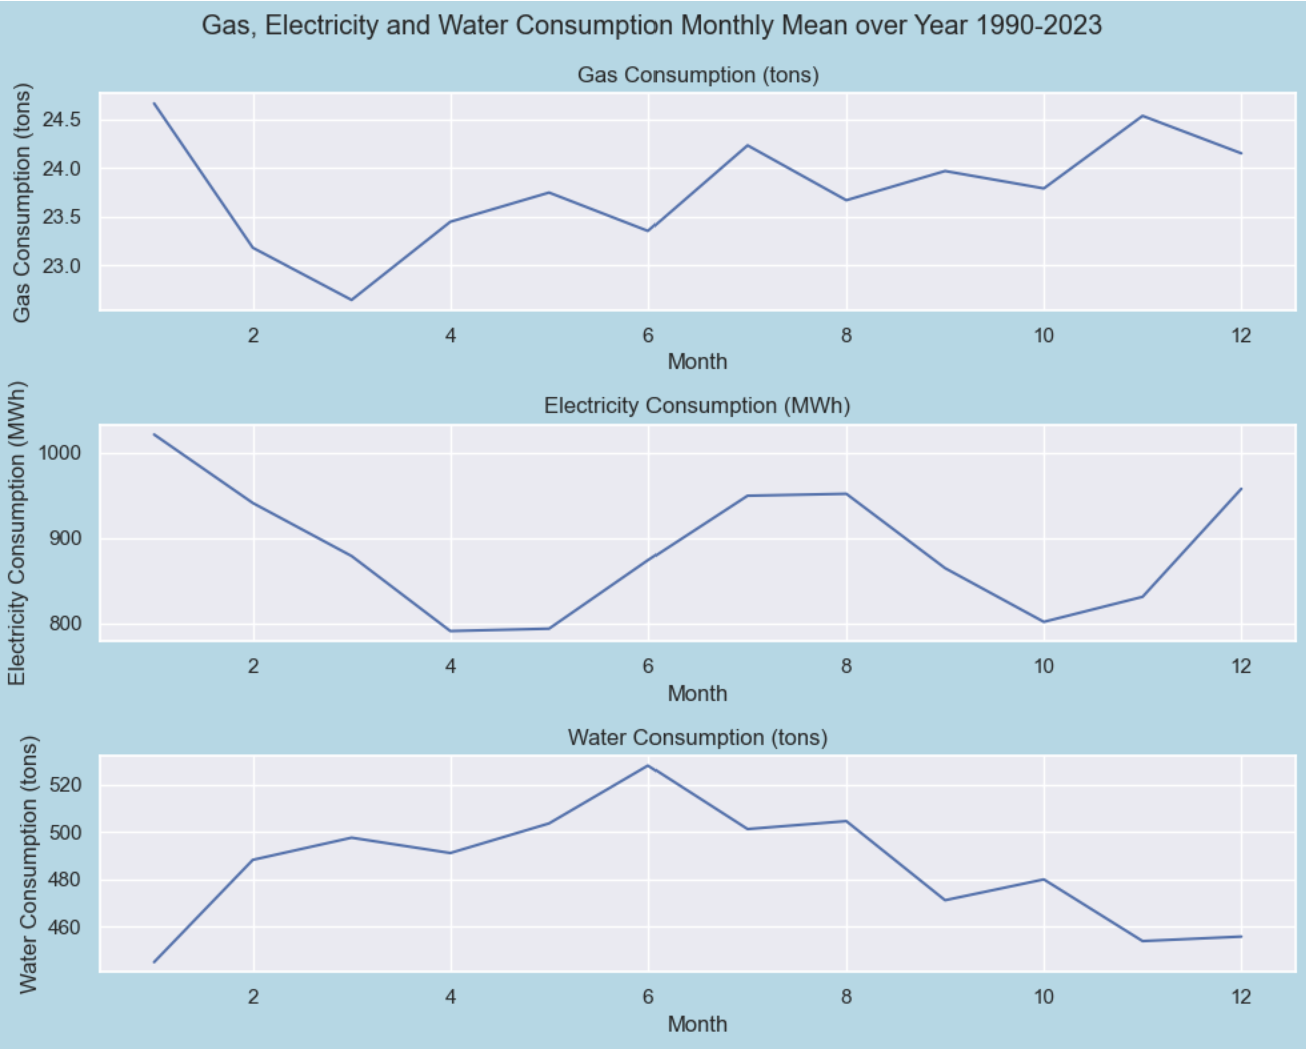 Gas, Electricity and Water Consumption Monthly Mean over Year 1990-2023
Gas Consumption (tons)
Gas Consumption (tons)
24.5
24.0
23.5
23.0
2 4 6 8 10 12
Month
Electricity Consumption (MWh)
Electricity Consumption (MWh)
1000
900
800
2 4 6 8 10 12
Month
Water Consumption (tons)
Water Consumption (tons)
520
500
480
460
2 4 6 8 10 12
Month